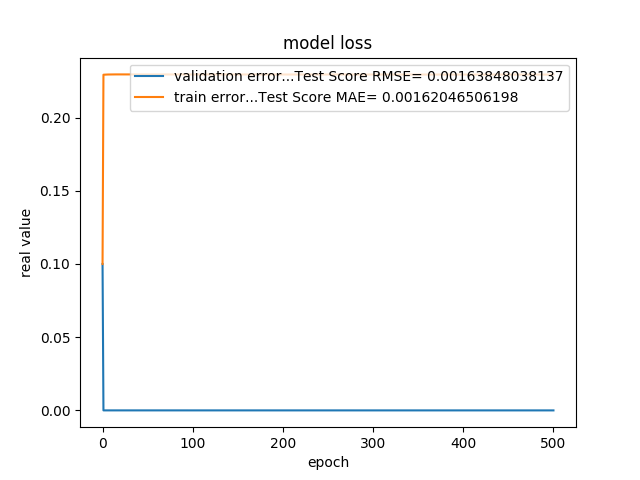 model loss
validation error...Test Score RMSE= 0.00163848038137
train error...Test Score MAE= 0.00162046506198
real value
0.20
0.15
0.10
0.05
0.00
0 100 200 300 400 500
epoch